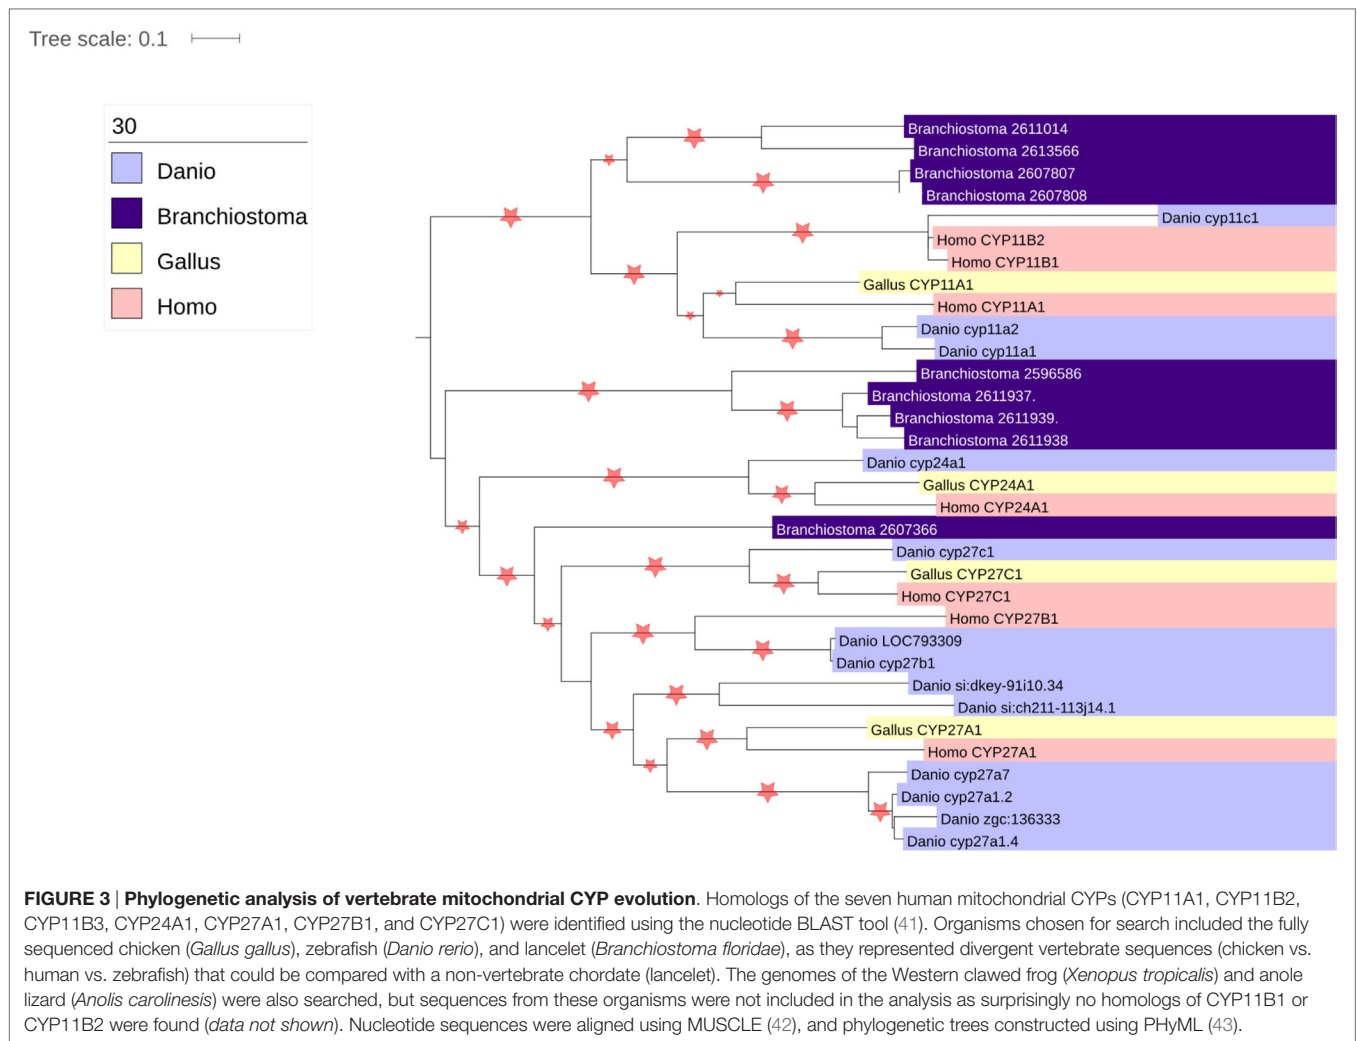 Tree scale: 0.1
30
Danio
Branchiostoma
Gallus
Homo
Branchiostoma 2611014
Branchiostoma 2613566
Branchiostoma 2607807
Branchiostoma 2607808
Danio cyp11c1
Homo CYP11B2
Homo CYP11B1
Gallus CYP11A1
Homo CYP11A1
Danio cyp11a2
Danio cyp11a1
Branchiostoma 2596586
Branchiostoma 2611937.
Branchiostoma 2611939.
Branchiostoma 2611938
Danio cyp24a1
Gallus CYP24A1
Homo CYP24A1
Branchiostoma 2607366
Danio cyp27c1
Gallus CYP27C1
Homo CYP27C1
Homo CYP27B1
Danio LOC793309
Danio cyp27b1
Danio si:dkey-91i10.34
Danio si:ch211-113j14.1
Gallus CYP27A1
Homo CYP27A1
Danio cyp27a7
Danio cyp27a1.2
Danio zgc:136333
Danio cyp27a1.4
FIGURE 3 | Phylogenetic analysis of vertebrate mitochondrial CYP evolution. Homologs of the seven human mitochondrial CYPs (CYP11A1, CYP11B2,
CYP11B3, CYP24A1, CYP27A1, CYP27B1, and CYP27C1) were identified using the nucleotide BLAST tool (41). Organisms chosen for search included the fully
sequenced chicken (Gallus gallus), zebrafish (Danio rerio), and lancelet (Branchiostoma floridae), as they represented divergent vertebrate sequences (chicken vs.
human vs. zebrafish) that could be compared with a non-vertebrate chordate (lancelet). The genomes of the Western clawed frog (Xenopus tropicalis) and anole
lizard (Anolis carolinesis) were also searched, but sequences from these organisms were not included in the analysis as surprisingly no homologs of CYP11B1 or
CYP11B2 were found (data not shown). Nucleotide sequences were aligned using MUSCLE (42), and phylogenetic trees constructed using PHyML (43).